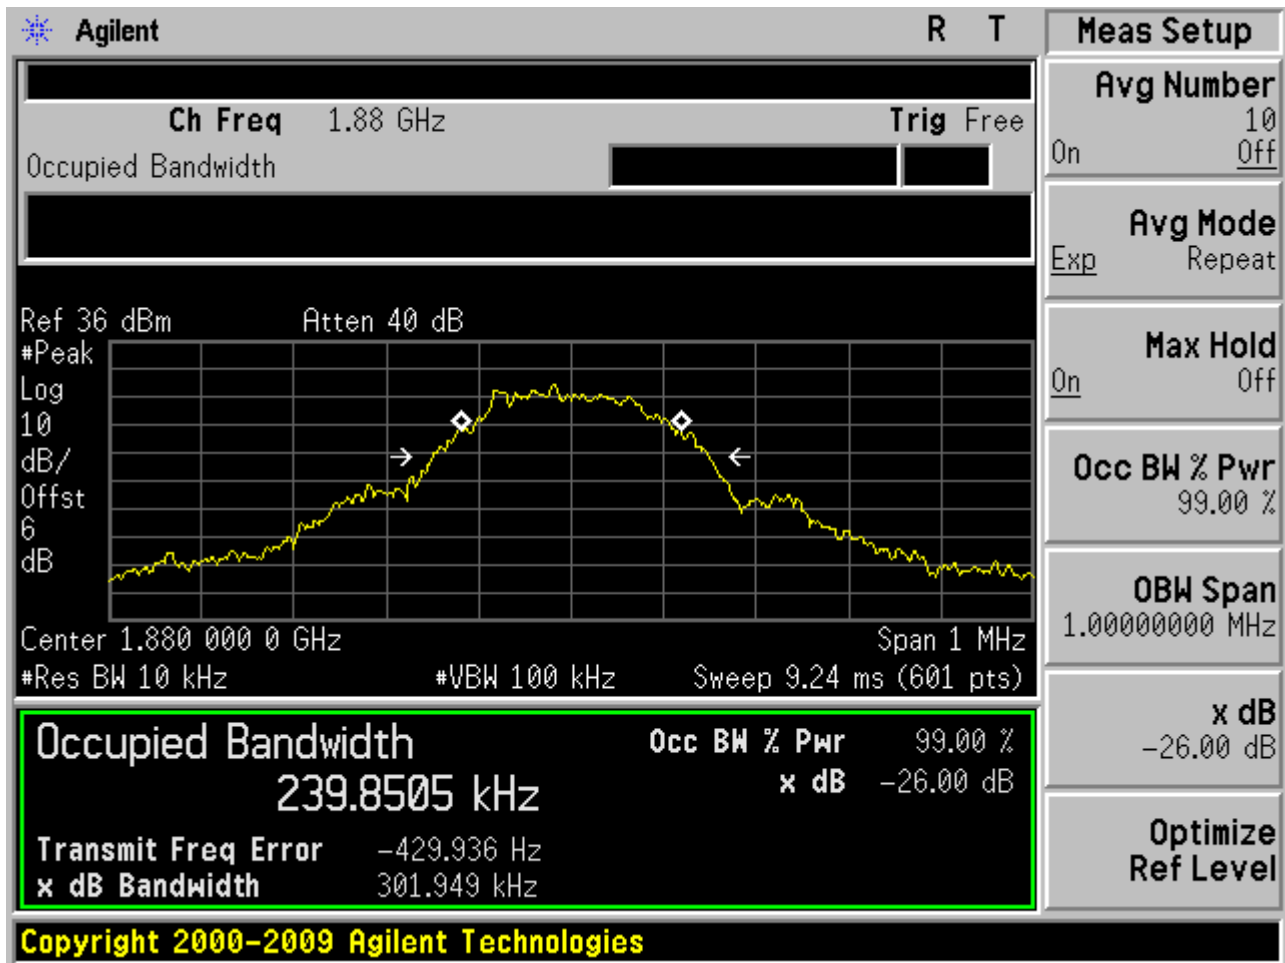 Agilent R T
Meas Setup
Ch Freq 1.88 GHz Trig Free
Occupied Bandwidth
Avg Number
10
On Off
Avg Mode
Exp Repeat
Max Hold
On Off
Occ BW % Pwr
99.00 %
OBW Span
1.00000000 MHz
x dB
-26.00 dB
Optimize
Ref Level
Ref 36 dBm Atten 40 dB
#Peak
Log
10
dB/
Offst
6
dB
Center 1.880 000 0 GHz Span 1 MHz
#Res BW 10 kHz #VBW 100 kHz Sweep 9.24 ms (601 pts)
Occupied Bandwidth
239.8505 kHz
Occ BW % Pwr 99.00 %
x dB -26.00 dB
Transmit Freq Error -429.936 Hz
x dB Bandwidth 301.949 kHz
Copyright 2000-2009 Agilent Technologies